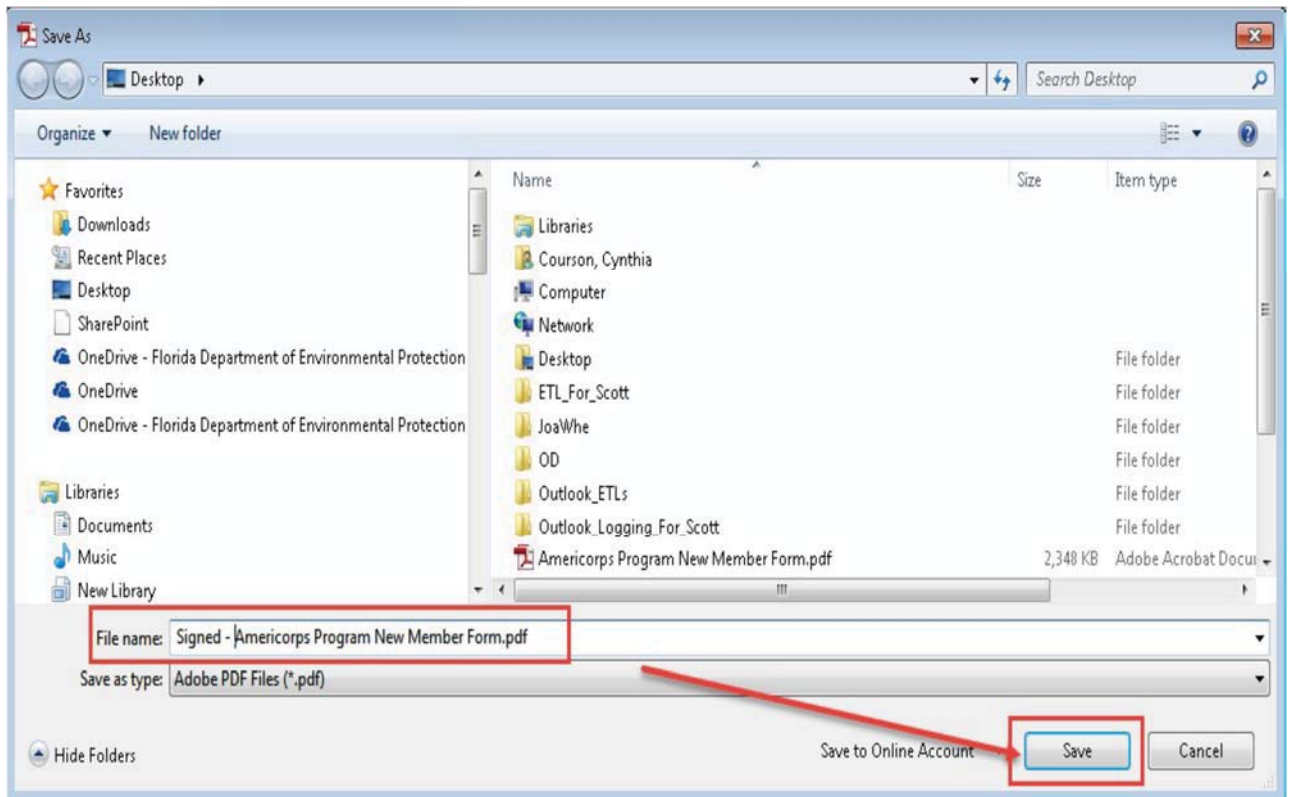 Save As
Desktop
Search Desktop
Organize
New folder
Name
Size
Item type
Favorites
Downloads
Recent Places
Desktop
SharePoint
OneDrive - Florida Department of Environmental Protection
OneDrive
OneDrive - Florida Department of Environmental Protection
Libraries
Documents
Music
New Library
Libraries
Courson, Cynthia
Computer
Network
Desktop File folder
ETL_For_Scott File folder
JoaWhe File folder
OD File folder
Outlook_ETLs File folder
Outlook_Logging_For_Scott File folder
Americorps Program New Member Form.pdf 2,348 KB Adobe Acrobat Docu
File name: Signed - Americorps Program New Member Form.pdf
Save as type: Adobe PDF Files (*.pdf)
Hide Folders
Save to Online Account
Save
Cancel